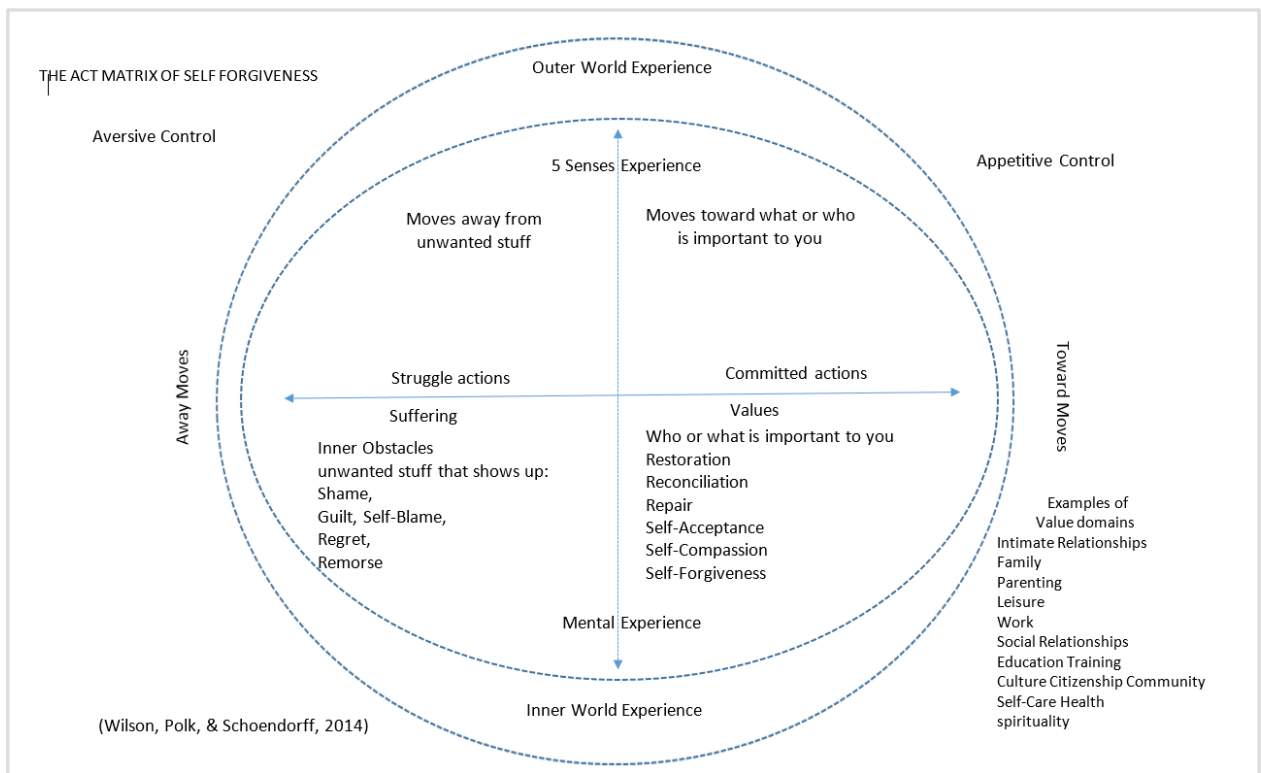 THE ACT MATRIX OF SELF FORGIVENESS
Outer World Experience
Aversive Control
Appetitive Control
5 Senses Experience
Moves away from
unwanted stuff
Moves toward what or who
is important to you
Away Moves
Toward Moves
Struggle actions
Committed actions
Suffering
Values
Inner Obstacles
unwanted stuff that shows up:
Shame,
Guilt, Self-Blame,
Regret,
Remorse
Who or what is important to you
Restoration
Reconciliation
Repair
Self-Acceptance
Self-Compassion
Self-Forgiveness
Mental Experience
Inner World Experience
Examples of
Value domains
Intimate Relationships
Family
Parenting
Leisure
Work
Social Relationships
Education Training
Culture Citizenship Community
Self-Care Health
spirituality
(Wilson, Polk, & Schoendorff, 2014)